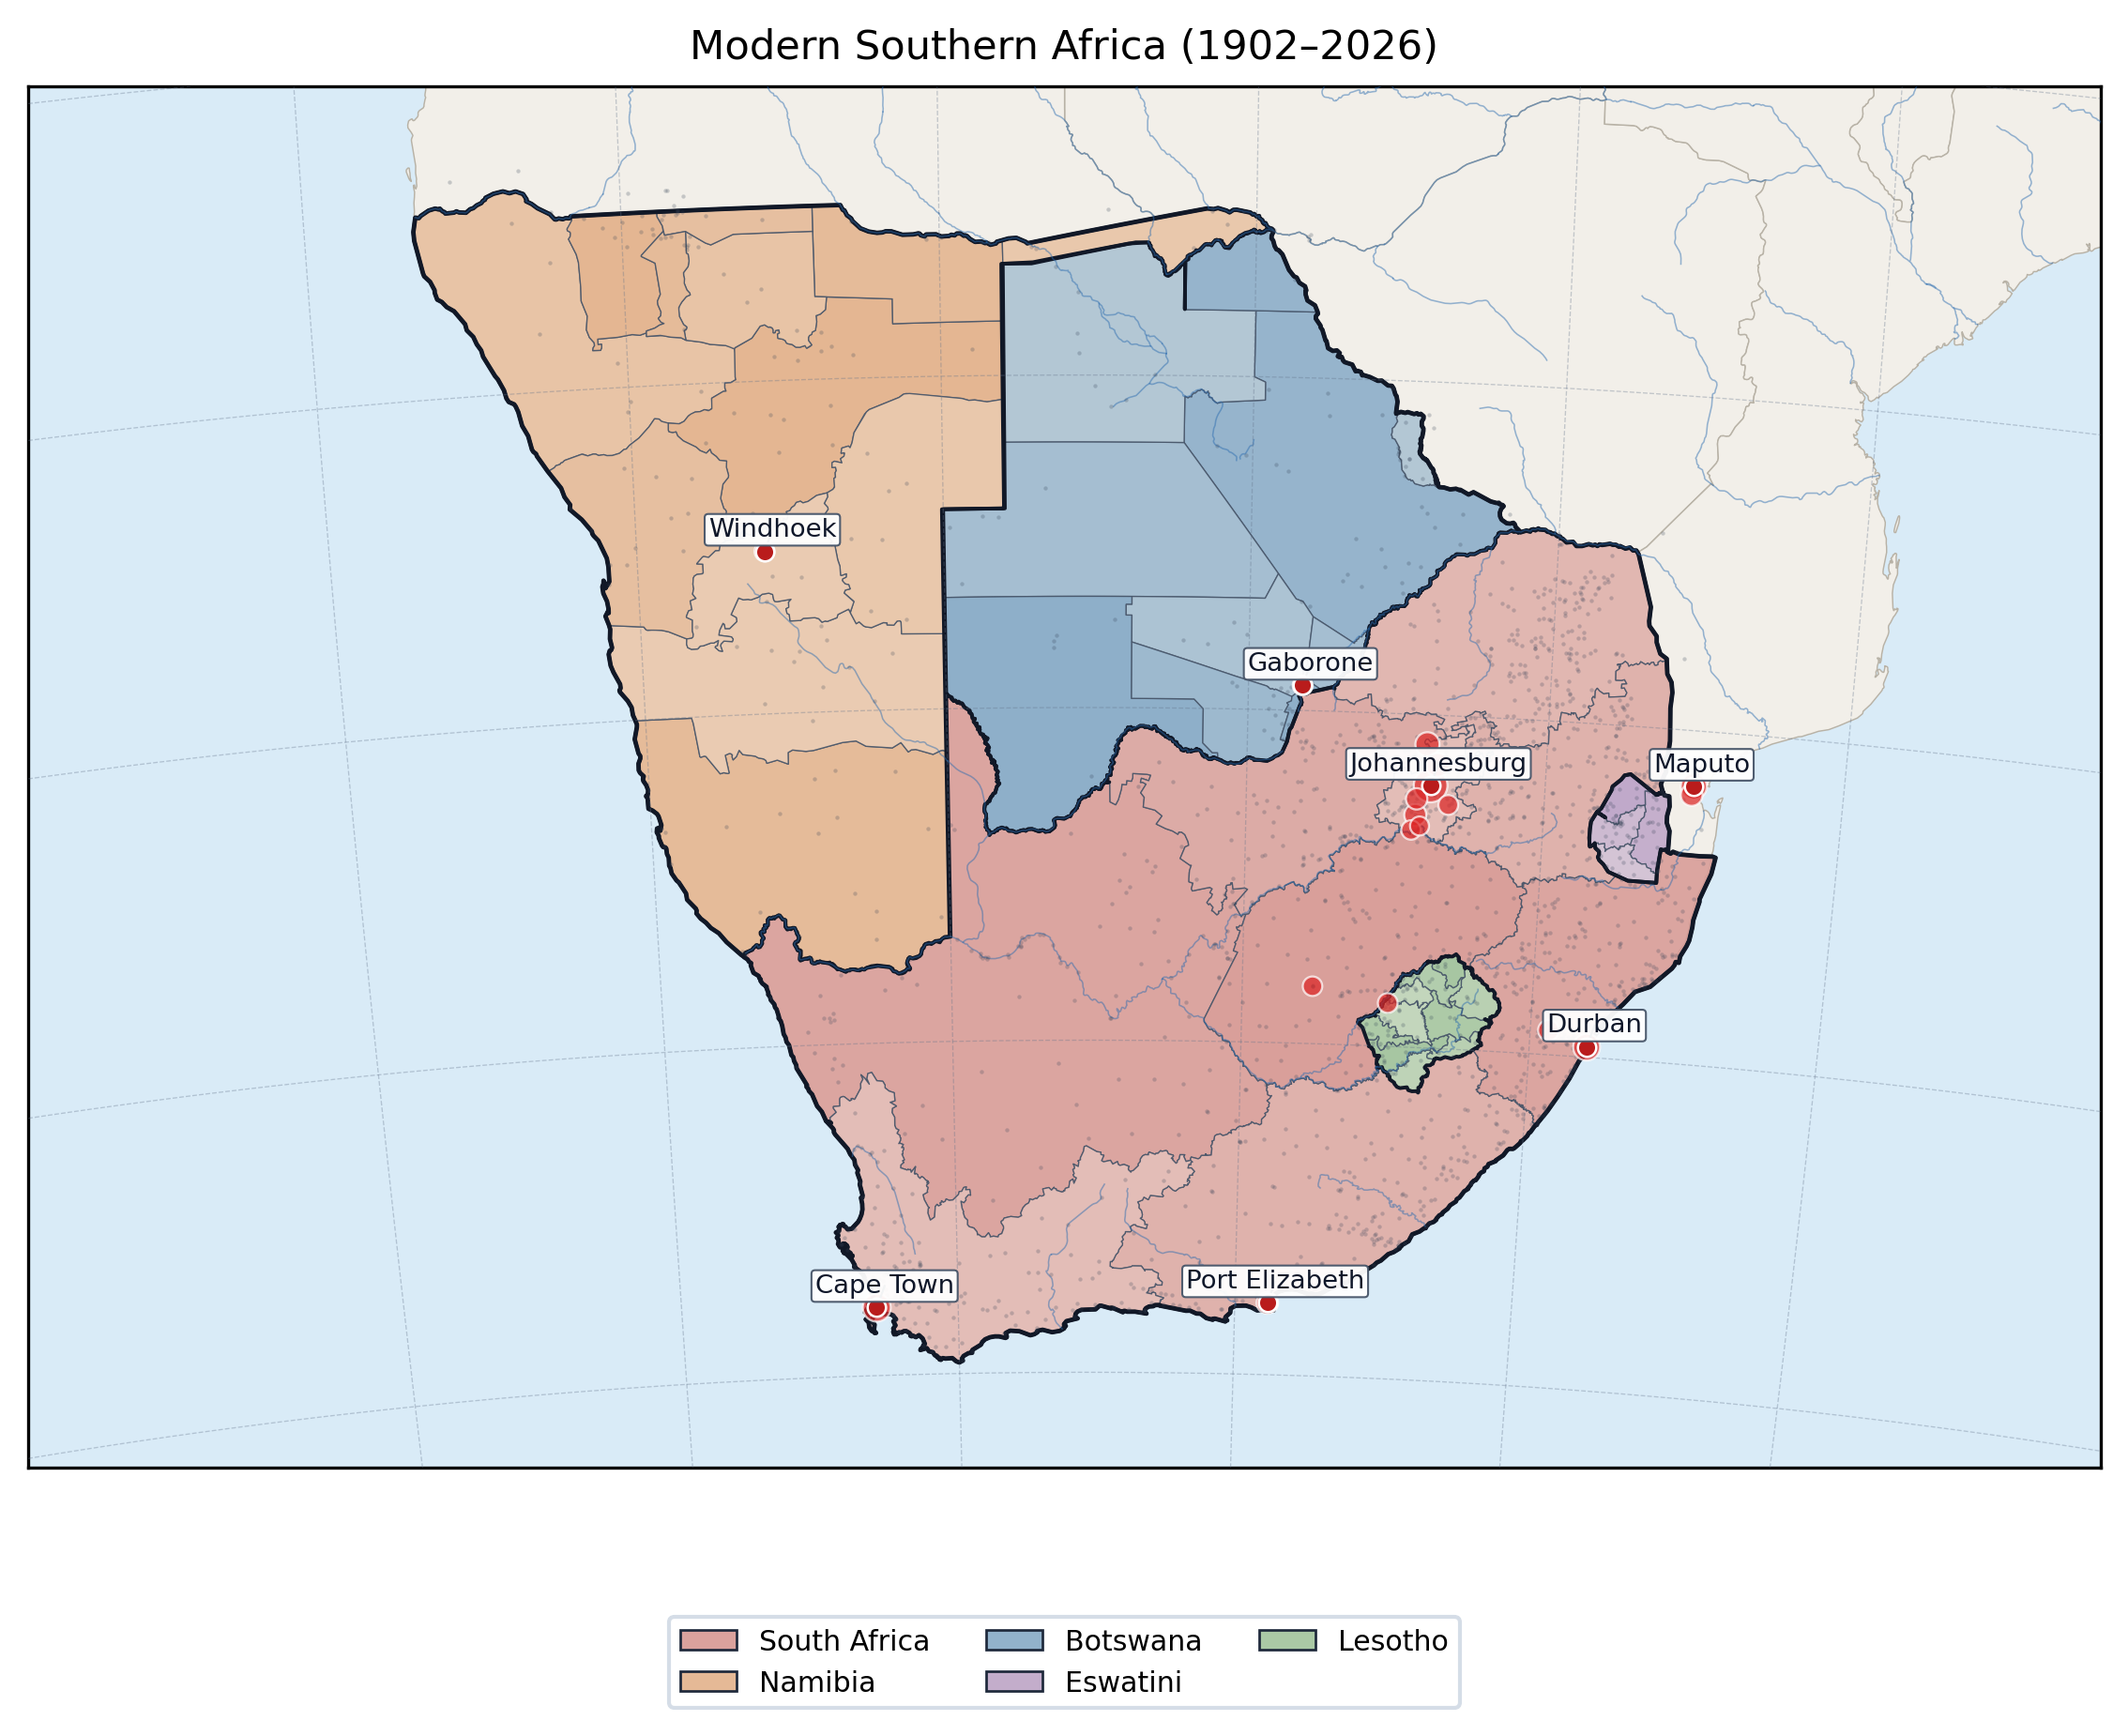 Modern Southern Africa (1902–2026)
Windhoek
Gaborone
Johannesburg
Maputo
Durban
Cape Town
Port Elizabeth
South Africa
Namibia
Botswana
Eswatini
Lesotho